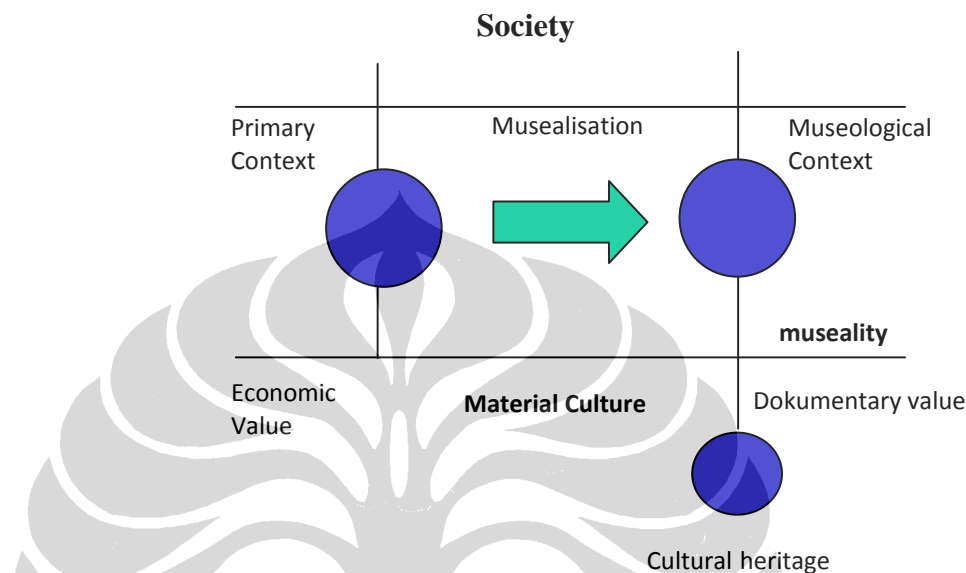 Society
Primary
Context
Musealisation
Museological
Context
museality
Economic
Value
Material Culture
Dokumentary value
Cultural heritage